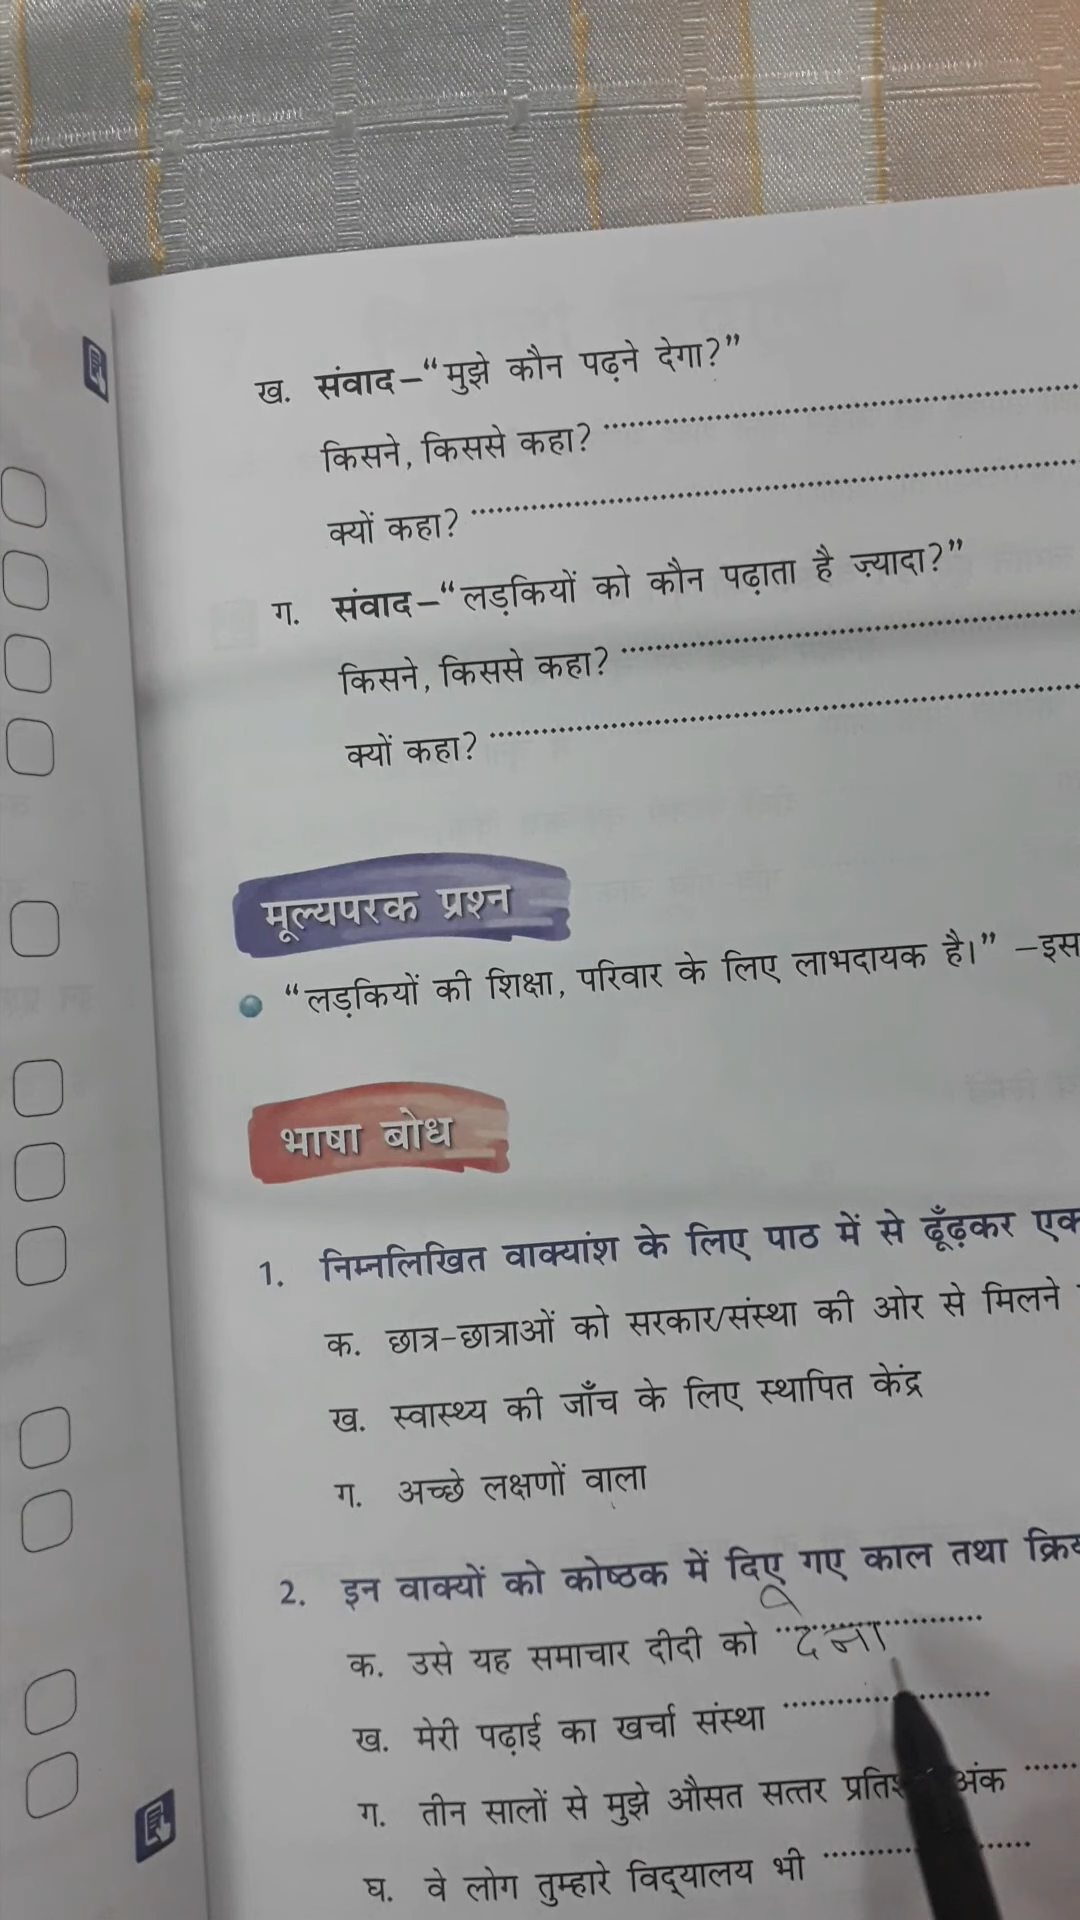 ख. संवाद–“मुझे कौन पढ़ने देगा?”
किसने, किससे कहा?
क्यों कहा?
ग. संवाद–“लड़कियों को कौन पढ़ाता है ज़्यादा?”
किसने, किससे कहा?
क्यों कहा?
मूल्यपरक प्रश्न
“लड़कियों की शिक्षा, परिवार के लिए लाभदायक है।” –इस
भाषा बोध
1. निम्नलिखित वाक्यांश के लिए पाठ में से ढूँढ़कर एक
क. छात्र-छात्राओं को सरकार/संस्था की ओर से मिलने
ख. स्वास्थ्य की जाँच के लिए स्थापित केंद्र
ग. अच्छे लक्षणों वाला
2. इन वाक्यों को कोष्ठक में दिए गए काल तथा क्रि
क. उसे यह समाचार दीदी को देना
ख. मेरी पढ़ाई का खर्चा संस्था
ग. तीन सालों से मुझे औसत सत्तर अंक
घ. वे लोग तुम्हारे विद्यालय भी